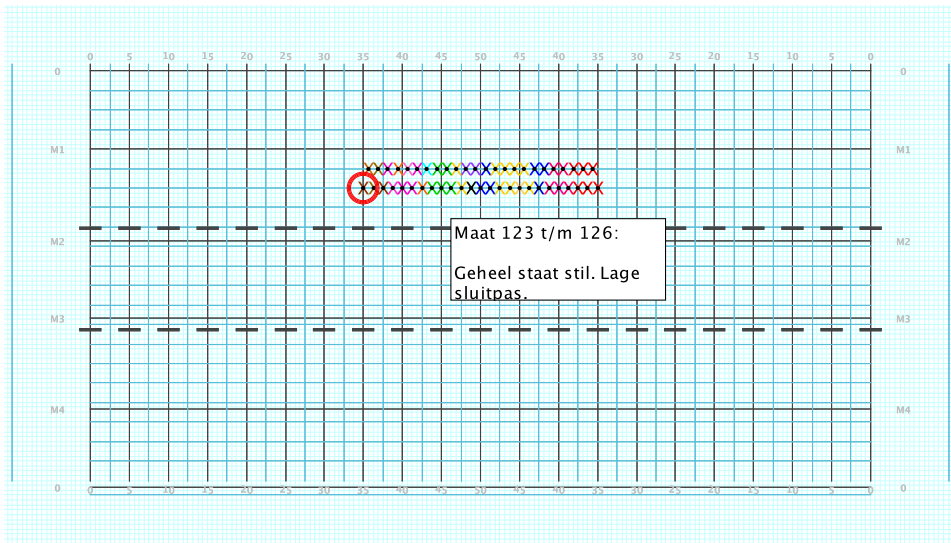 0 5 10 15 20 25 30 35 40 45 50 45 40 35 30 25 20 15 10 5 0
0 0
M1 M1
Maat 123 t/m 126:
M2 M2
Geheel staat stil. Lage
sluitpas.
M3 M3
M4 M4
0 0 5 10 15 20 25 30 35 40 45 50 45 40 35 30 25 20 15 10 5 0 0